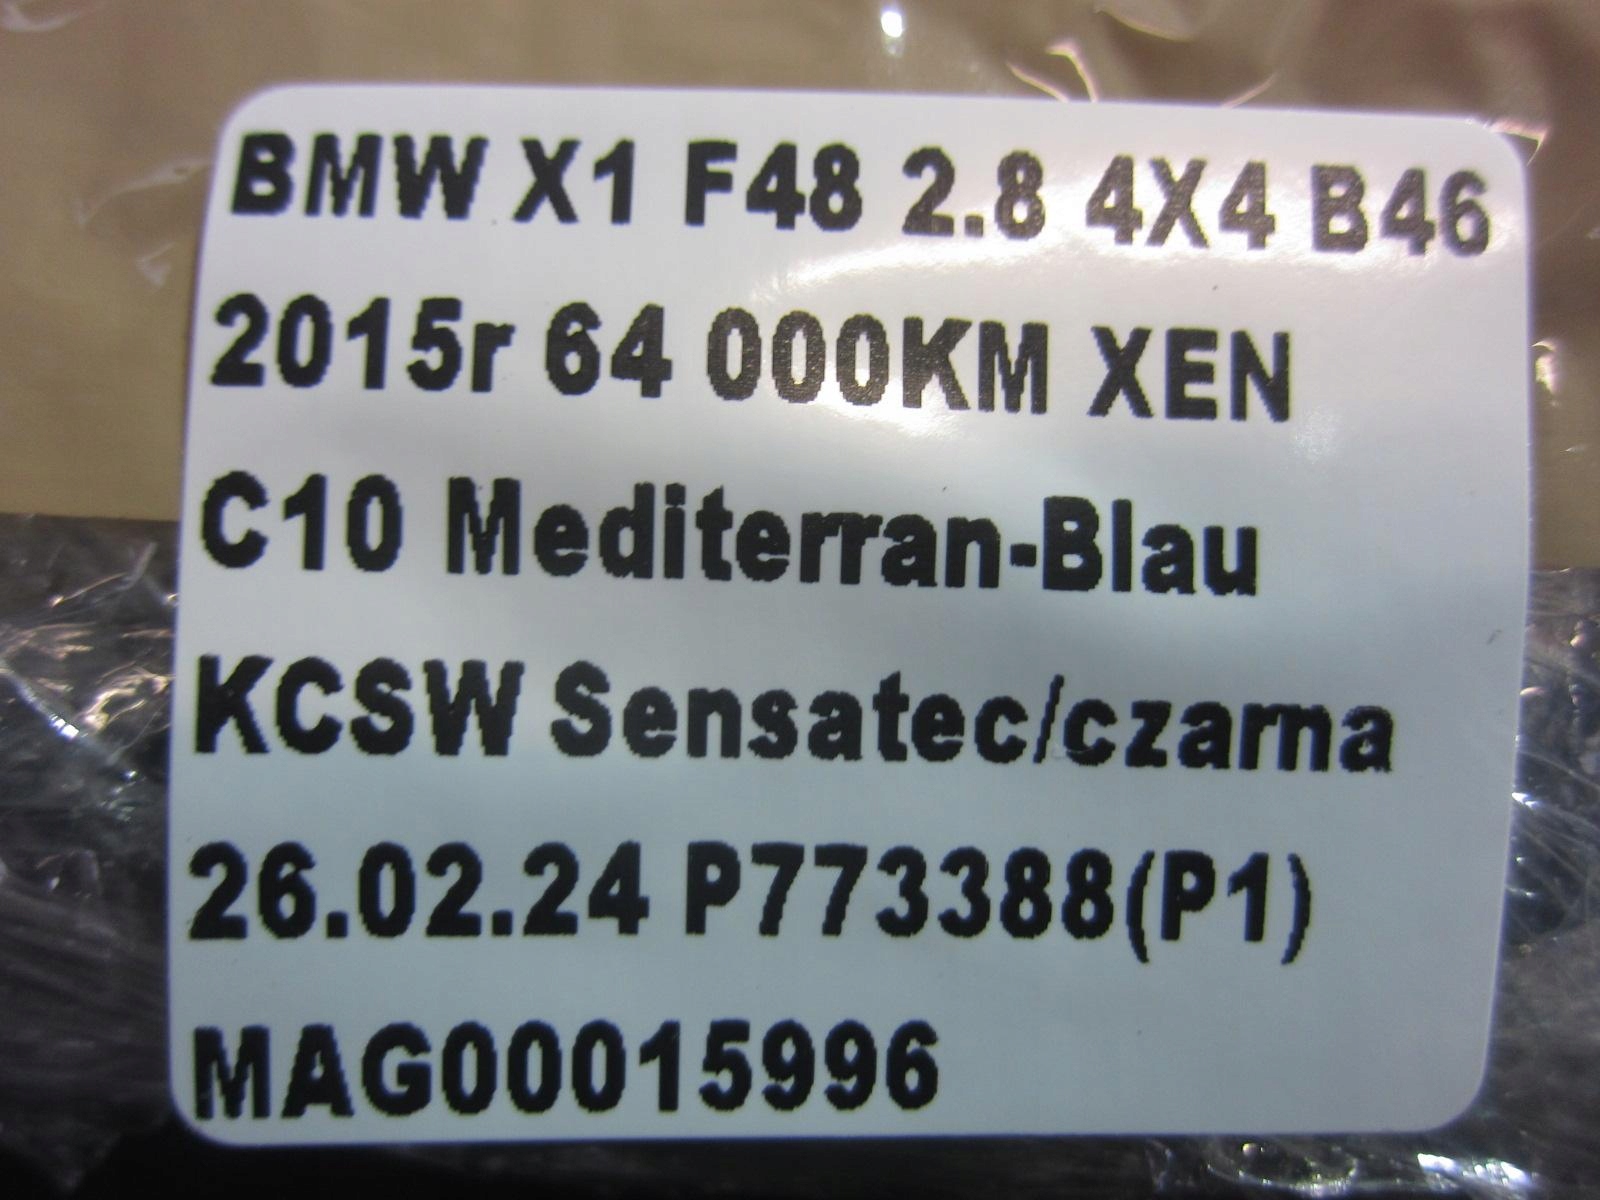 BMW X1 F48 2.8 4X4 B46
2015r 64 000KM XEN
C10 Mediterran-Blau
KCSW Sensatec/czarna
26.02.24 P773388(P1)
MAG00015996